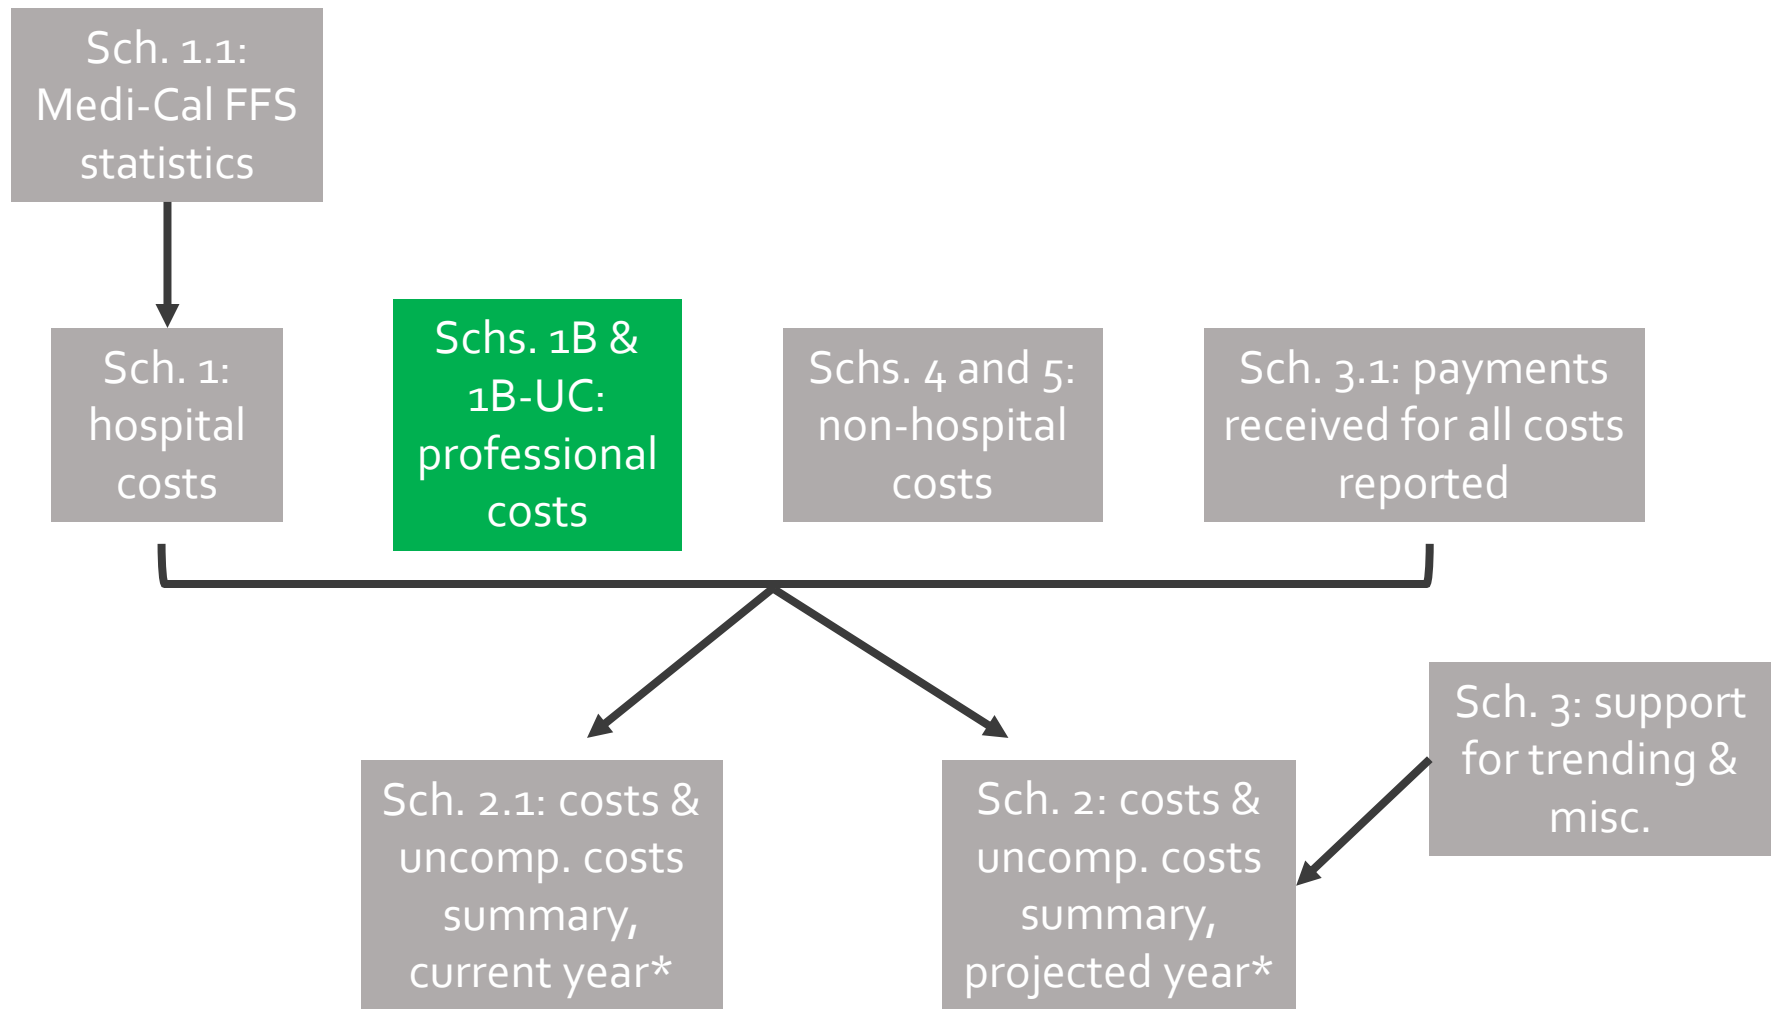 Sch. 1.1:
Medi-Cal FFS
statistics
Sch. 1:
hospital
costs
Schs. 1B &
1B-UC:
professional
costs
Schs. 4 and 5:
non-hospital
costs
Sch. 3.1: payments
received for all costs
reported
Sch. 2.1: costs &
uncomp. costs
summary,
current year*
Sch. 2: costs &
uncomp. costs
summary,
projected year*
Sch. 3: support
for trending &
misc.